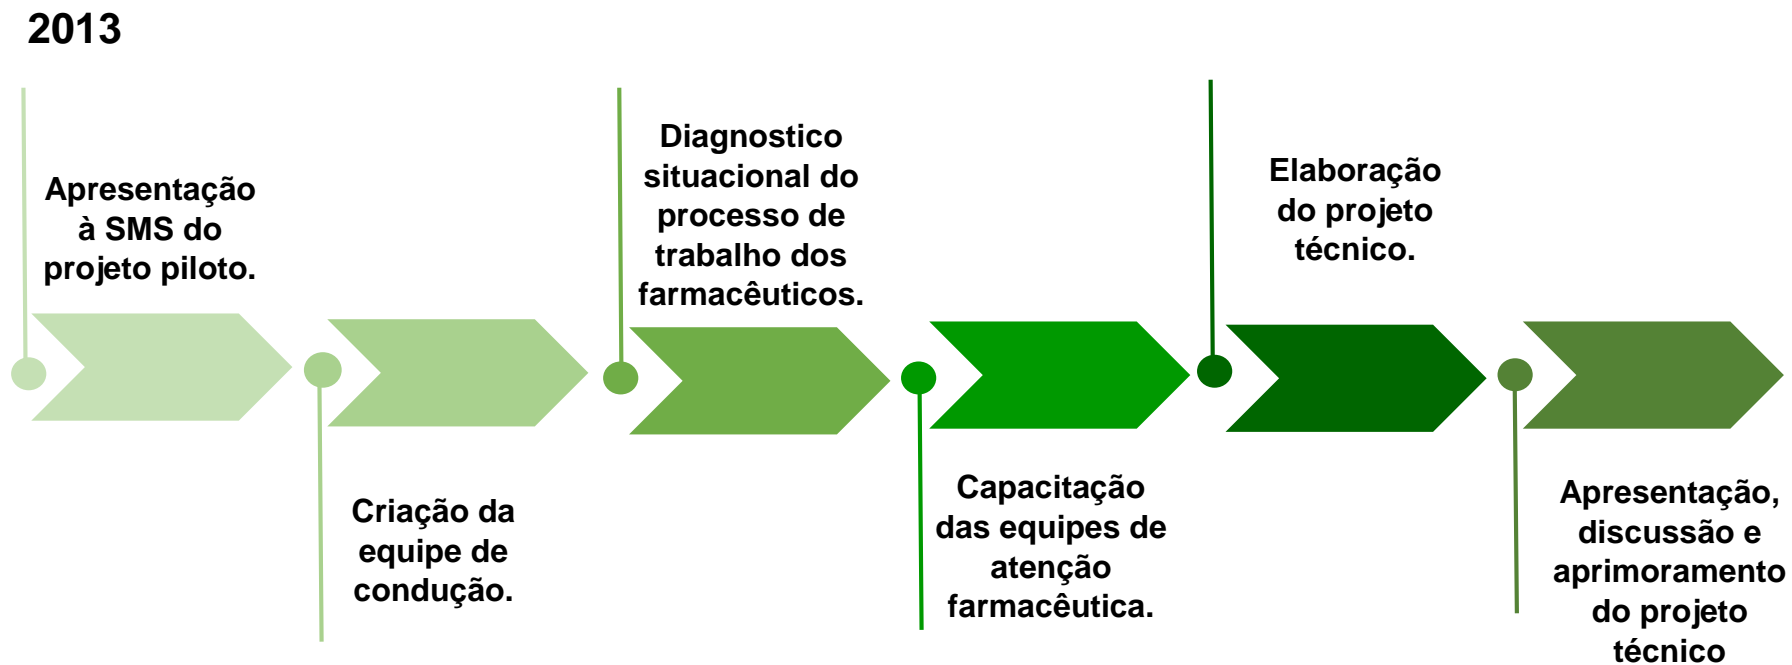 2013
Apresentação
à SMS do
projeto piloto.
Criação da
equipe de
condução.
Diagnostico
situacional do
processo de
trabalho dos
farmacêuticos.
Capacitação
das equipes de
atenção
farmacêutica.
Elaboração
do projeto
técnico.
Apresentação,
discussão e
aprimoramento
do projeto
técnico